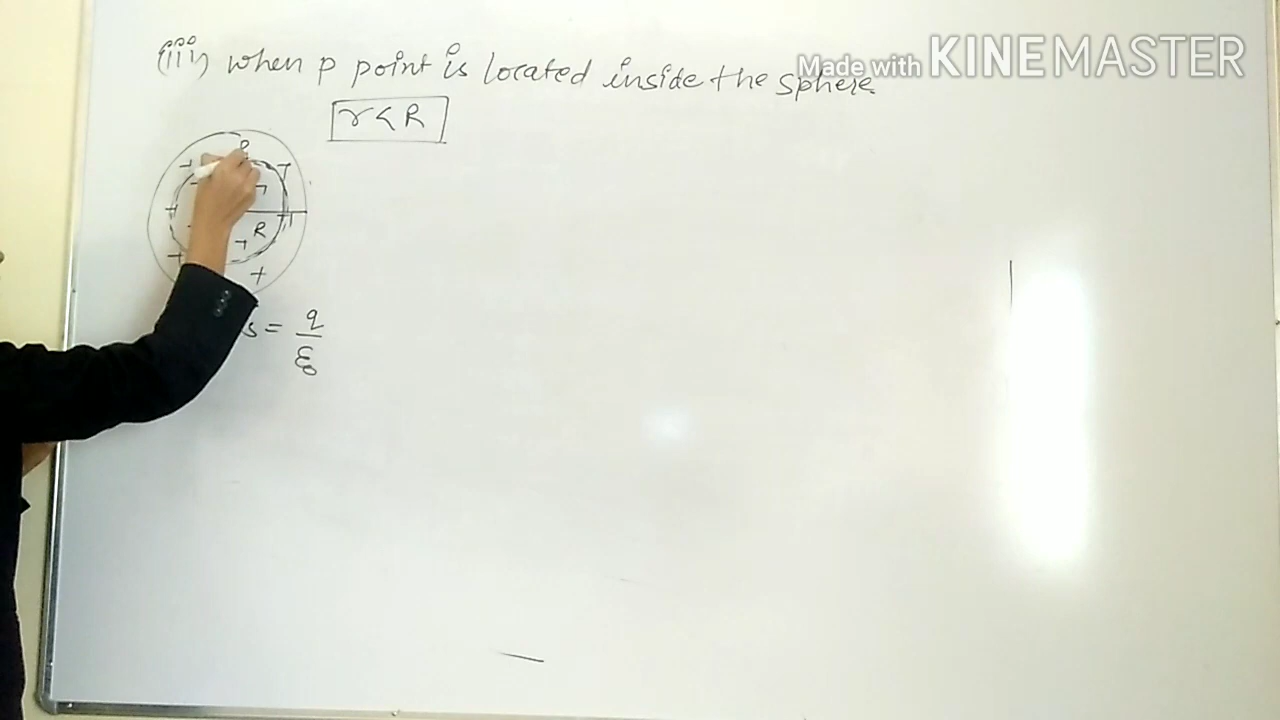 (iii) when p point is located inside the sphere
Made with KINEMASTER
r < R
R
s = q/ε₀